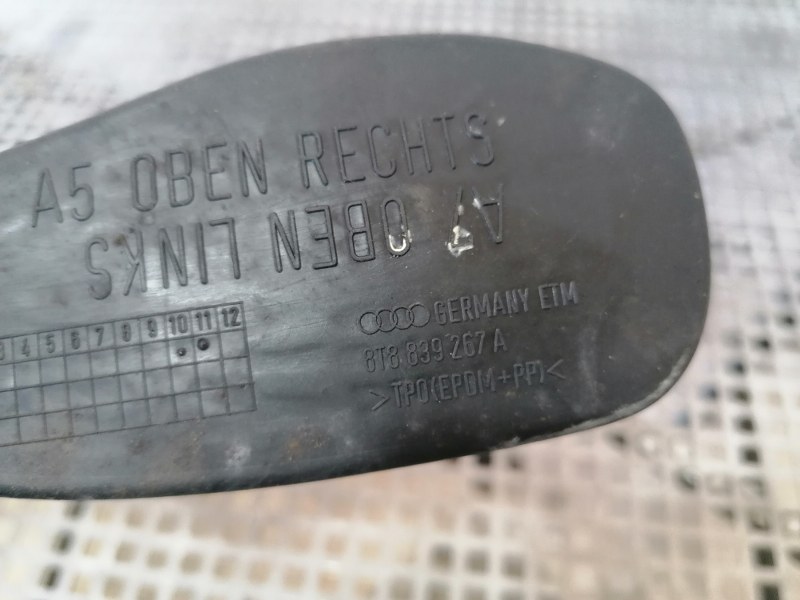 A5 OBEN RECHTS
A7 OBEN LINKS
3 4 5 6 7 8 9 10 11 12
GERMANY ETM
8T8 839 267 A
>TPO(EPDM+PP)<